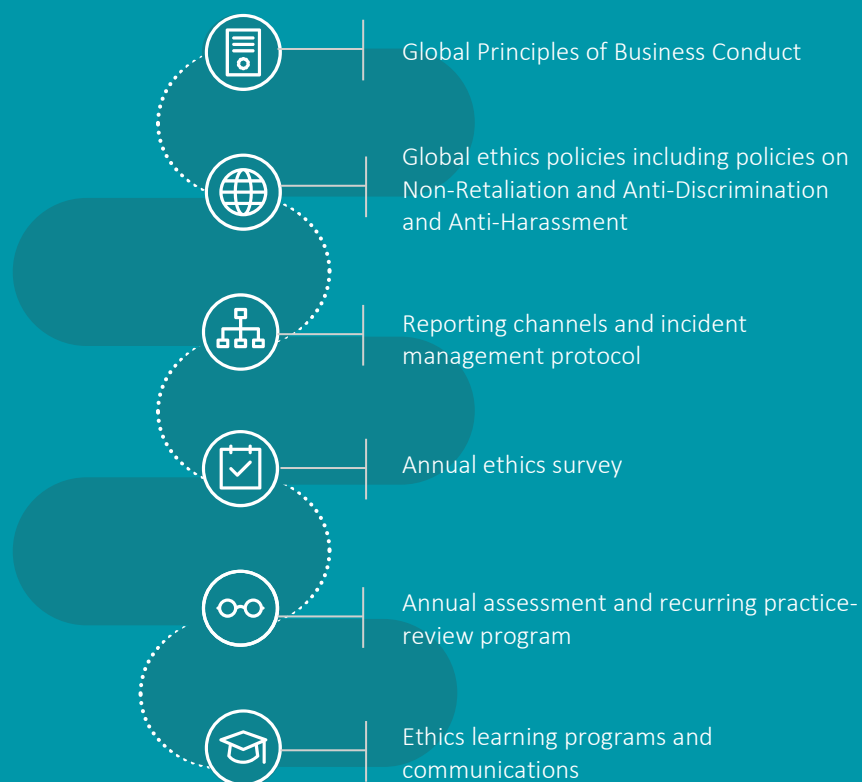 Global Principles of Business Conduct
Global ethics policies including policies on
Non-Retaliation and Anti-Discrimination
and Anti-Harassment
Reporting channels and incident
management protocol
Annual ethics survey
Annual assessment and recurring practice-
review program
Ethics learning programs and
communications